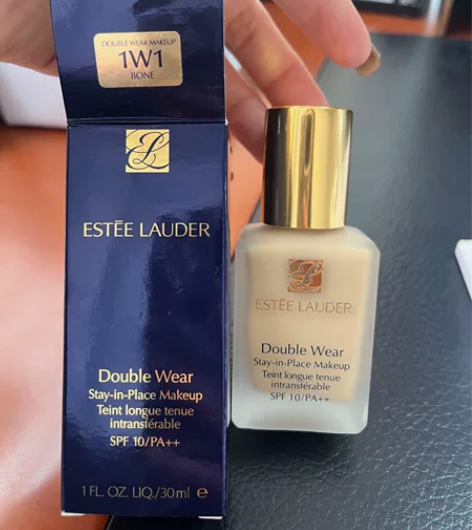 DOUBLE WEAR MAKEUP
1W1
BONE
ESTĒE LAUDER
Double Wear
Stay-in-Place Makeup
Teint longue tenue
intransférable
SPF 10/PA++
1 FL. OZ. LIQ./30ml e
ESTĒE LAUDER
Double Wear
Stay-in-Place Makeup
Teint longue tenue
intransférable
SPF 10/PA++